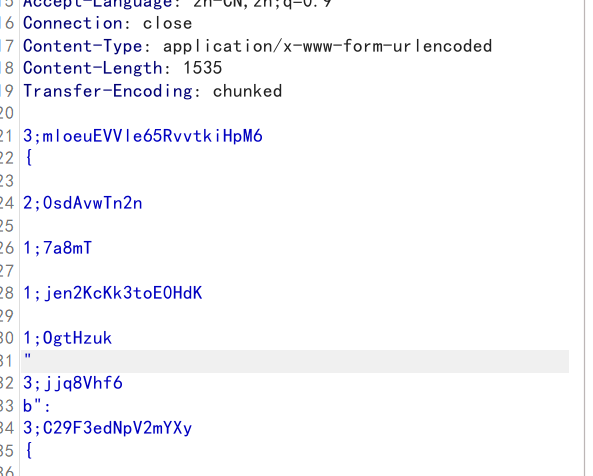 15 Accept-Language: zh-CN,zh;q=0.9
16 Connection: close
17 Content-Type: application/x-www-form-urlencoded
18 Content-Length: 1535
19 Transfer-Encoding: chunked
20
21 3;mloeuEVVle65RvvtkiHpM6
22 {
23
24 2;0sdAvwTn2n
25
26 1;7a8mT
27
28 1;jen2KcKk3toE0HdK
29
30 1;OgtHzuk
31 "
32 3;jjq8Vhf6
33 b":
34 3;C29F3edNpV2mYXy
35 {
36